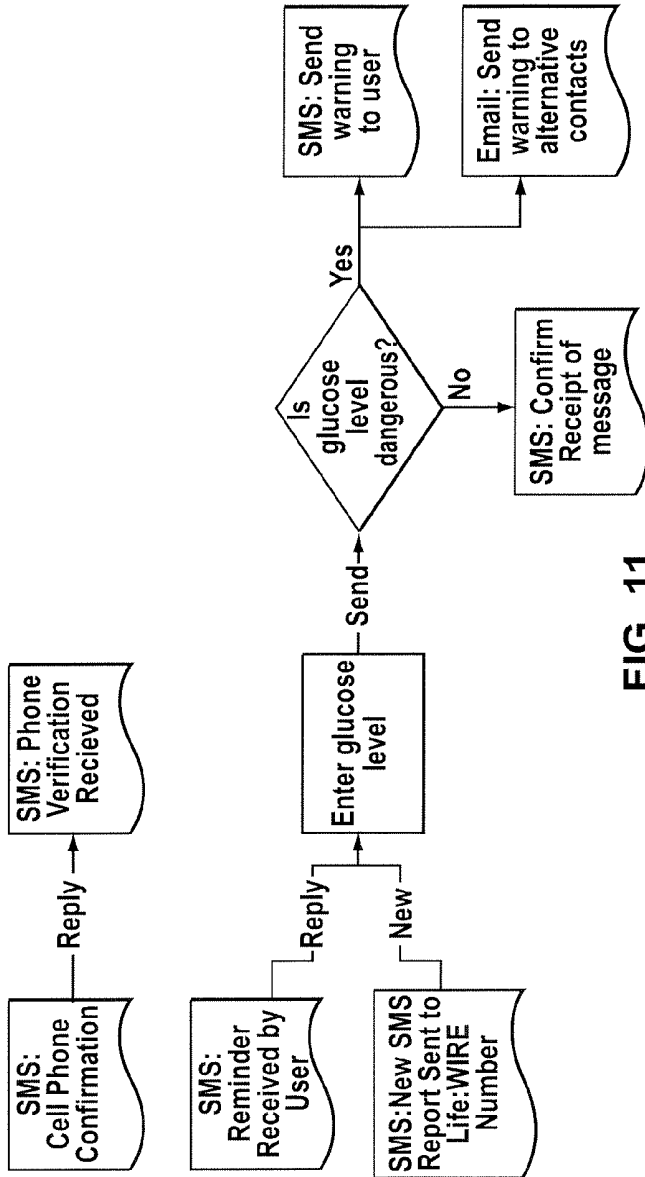 SMS:
Cell Phone
Confirmation
Reply
SMS: Phone
Verification
Recieved
SMS:
Reminder
Received by
User
Reply
SMS:New SMS
Report Sent to
Life:WIRE
Number
New
Enter glucose
level
Send
Is
glucose
level
dangerous?
Yes
No
SMS: Send
warning
to user
Email: Send
warning to
alternative
contacts
SMS: Confirm
Receipt of
message
FIG. 11